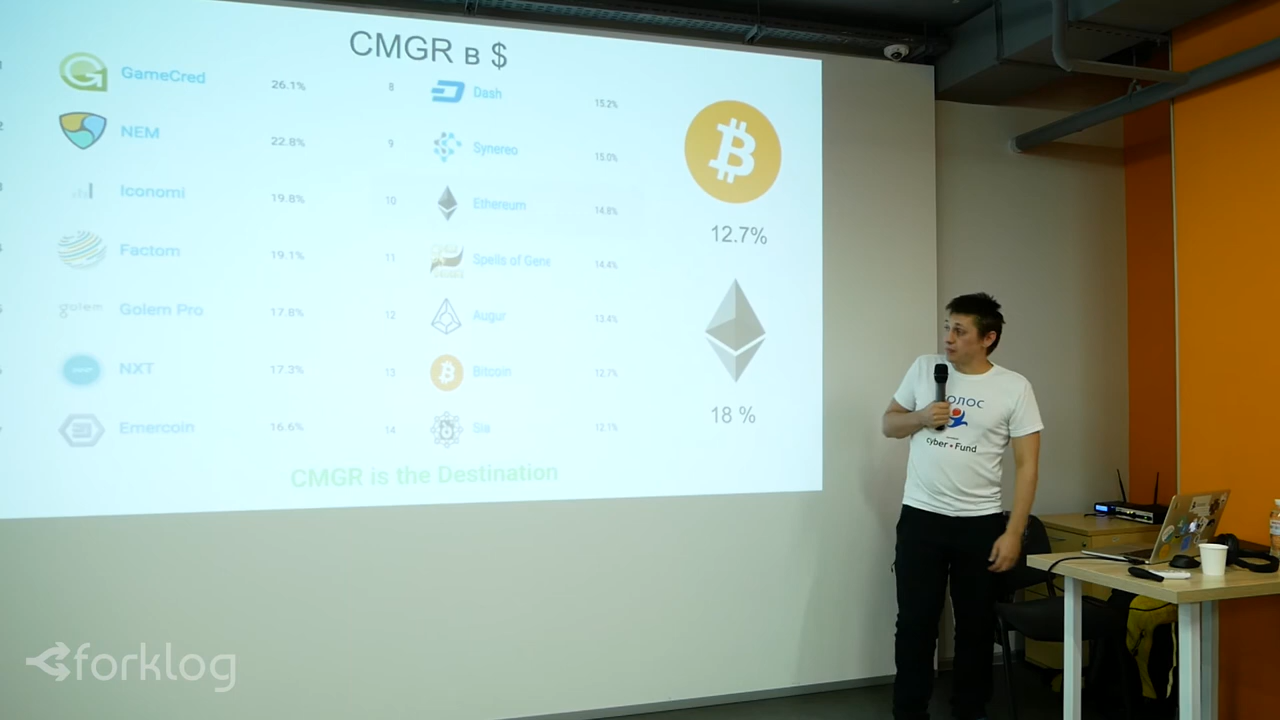 CMGR в $
GameCred 26.1%
NEM 22.8%
Iconomi 19.8%
Factom 19.1%
golem Golem Pro 17.8%
NXT 17.3%
Emercoin 16.6%
8 Dash 15.2%
9 Synereo 15.0%
10 Ethereum 14.8%
11 Spells of Gene 14.4%
12 Augur 13.4%
13 Bitcoin 12.7%
14 Sia 12.1%
12.7%
18 %
CMGR is the Destination
ОЛОС
cyber • Fund
forklog